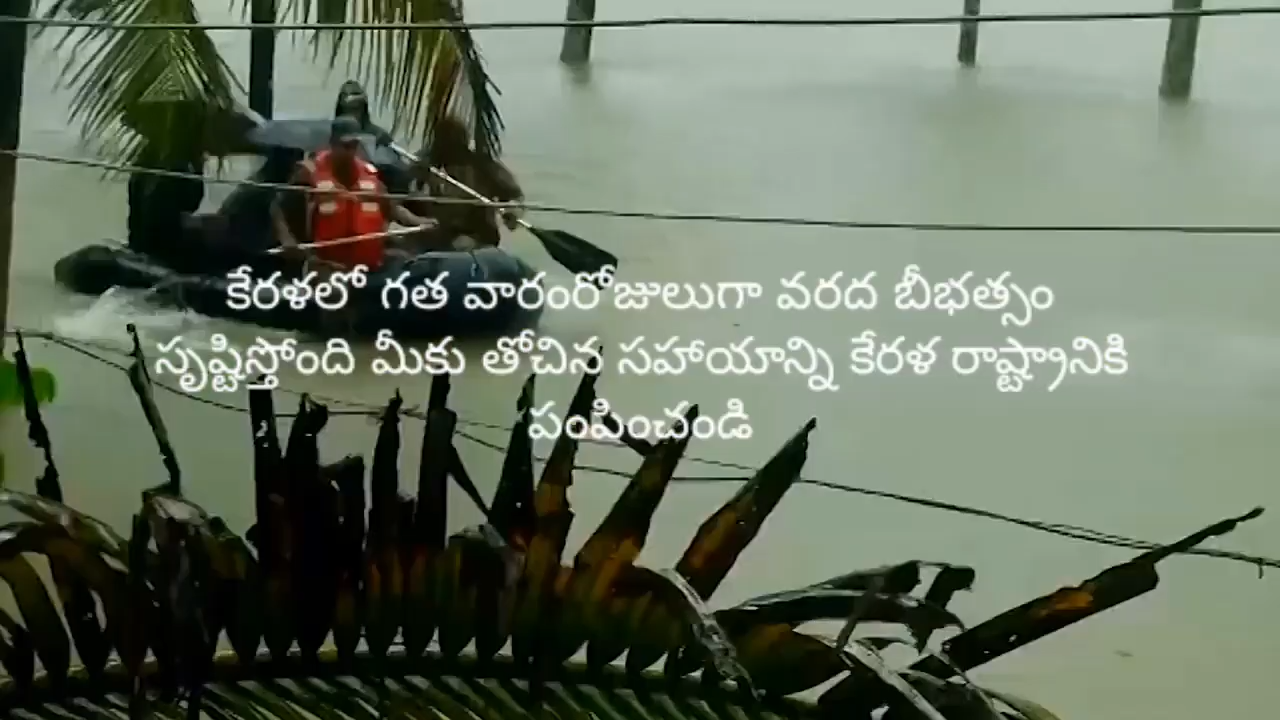 కేరళలో గత వారంరోజులుగా వరద బీభత్సం
సృష్టిస్తోంది మీకు తోచిన సహాయాన్ని కేరళ రాష్ట్రానికి
పంపించండి